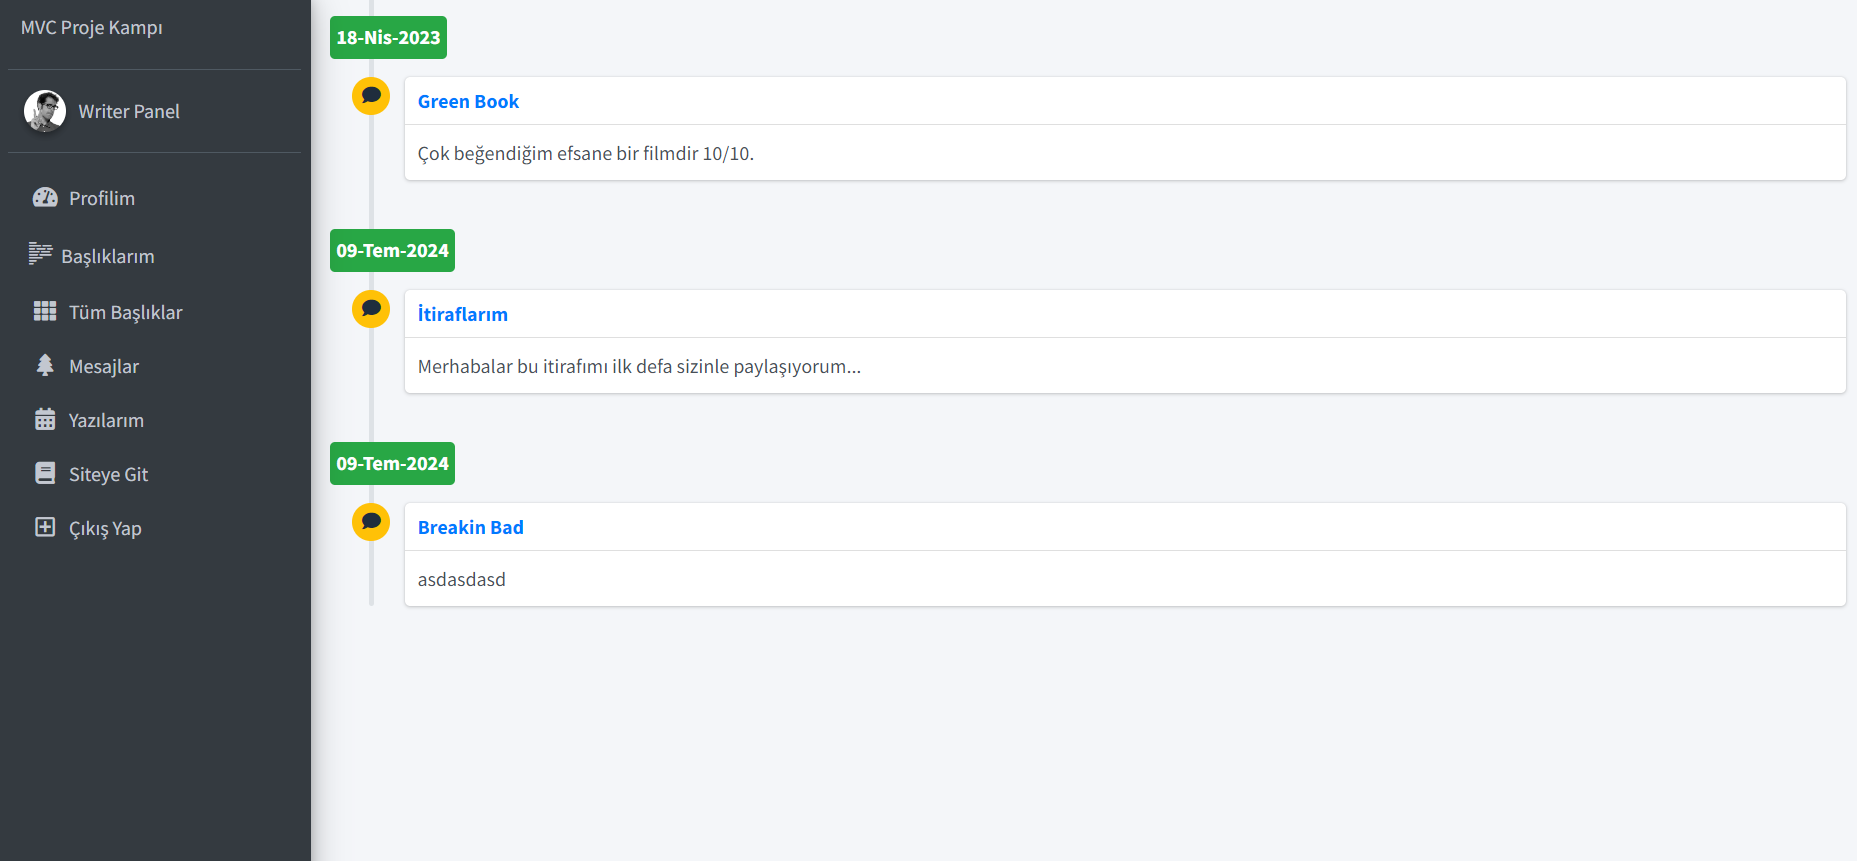 MVC Proje Kampı
Writer Panel
Profilim
Başlıklarım
Tüm Başlıklar
Mesajlar
Yazılarım
Siteye Git
Çıkış Yap
18-Nis-2023
Green Book
Çok beğendiğim efsane bir filmdir 10/10.
09-Tem-2024
İtiraflarım
Merhabalar bu itirafımı ilk defa sizinle paylaşıyorum...
09-Tem-2024
Breakin Bad
asdasdasd